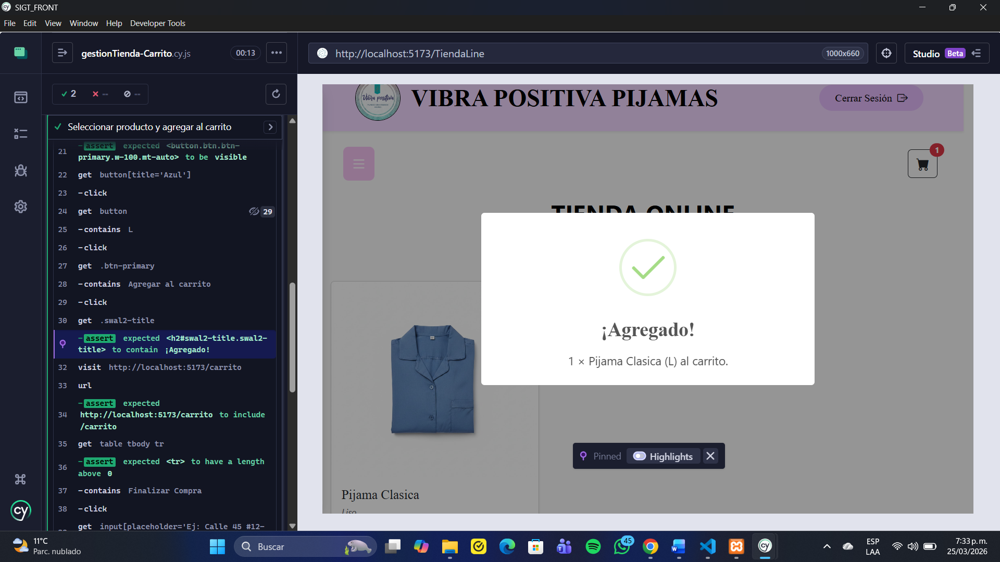 SIGT_FRONT
File Edit View Window Help Developer Tools
gestionTienda-Carrito.cy.js
00:13
http://localhost:5173/TiendaLine
1000x660
Studio Beta
2 -- --
Seleccionar producto y agregar al carrito
21 -assert expected <button.btn.btn-
primary.w-100.mt-auto> to be visible
22 get button[title='Azul']
23 -click
24 get button 29
25 -contains L
26 -click
27 get .btn-primary
28 -contains Agregar al carrito
29 -click
30 get .swal2-title
-assert expected <h2#swal2-title.swal2-
title> to contain ¡Agregado!
32 visit http://localhost:5173/carrito
33 url
-assert expected
34 http://localhost:5173/carrito to include
/carrito
35 get table tbody tr
-assert expected <tr> to have a length
36 above 0
37 -contains Finalizar Compra
38 -click
get input[placeholder='Ej: Calle 45 #12-
cy
Vibra positiva
VIBRA POSITIVA PIJAMAS
Cerrar Sesión
1
TIENDA ONLINE
¡Agregado!
1 × Pijama Clasica (L) al carrito.
Pinned Highlights
Pijama Clasica
Liso
11°C
Parc. nublado
Buscar
45
ESP
LAA
7:33 p. m.
25/03/2026